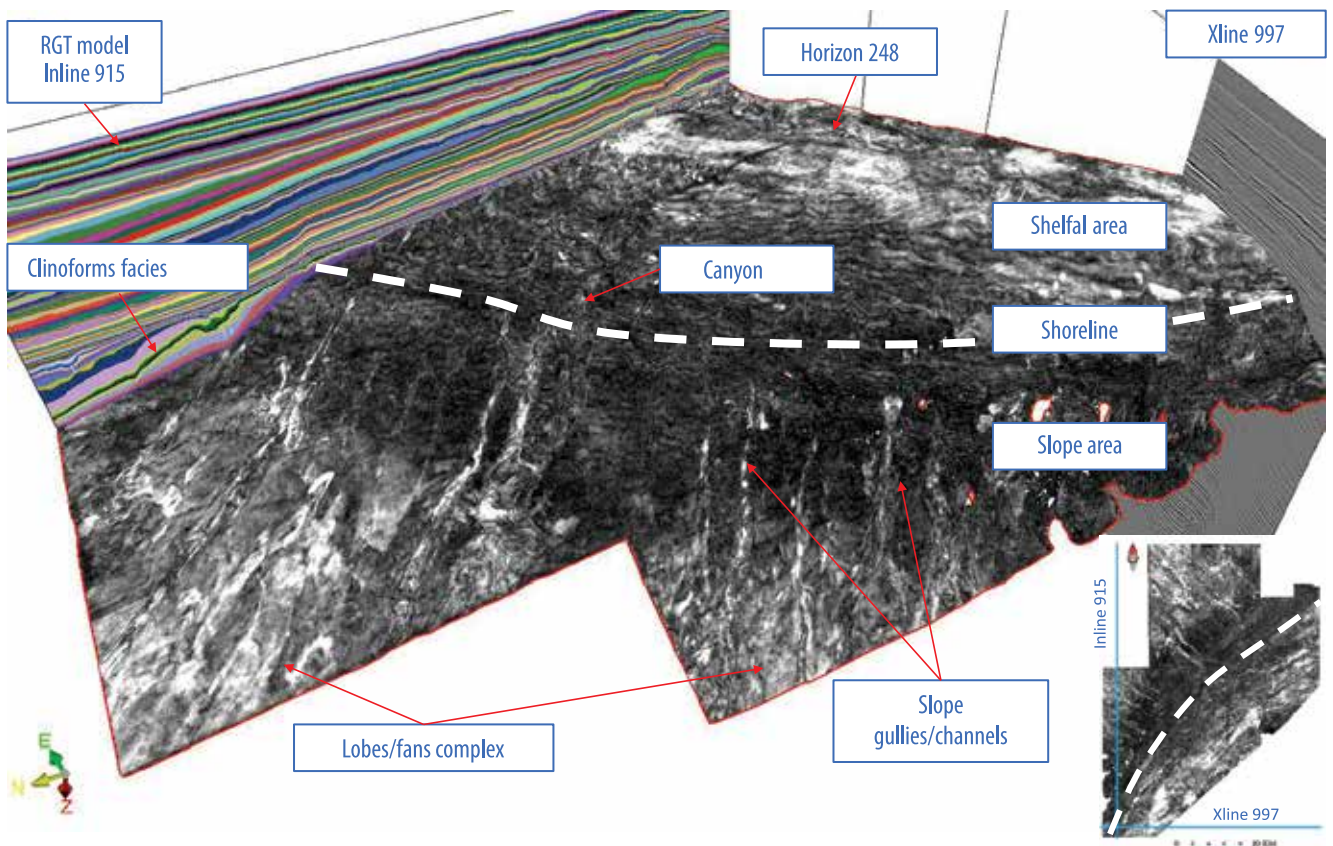 RGT model
Inline 915
Horizon 248
Xline 997
Shelfal area
Clinoforms facies
Canyon
Shoreline
Slope area
Inline 915
Slope
gullies/channels
Lobes/fans complex
E
N
Z
Xline 997